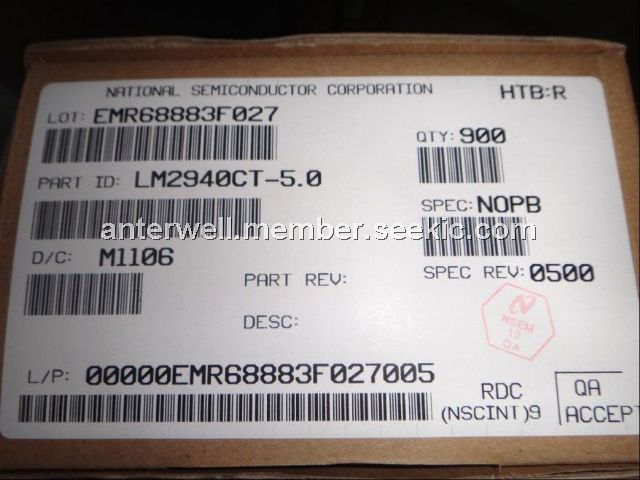 NATIONAL SEMICONDUCTOR CORPORATION HTB:R
LOT: EMR68883F027
QTY: 900
PART ID: LM2940CT-5.0
SPEC: NOPB
anterwell.member.seekic.com
D/C: M1106
PART REV:
SPEC REV: 0500
DESC:
NSEM
16
QA
L/P: 00000EMR68883F027005
RDC
(NSCINT)9
QA
ACCEPT